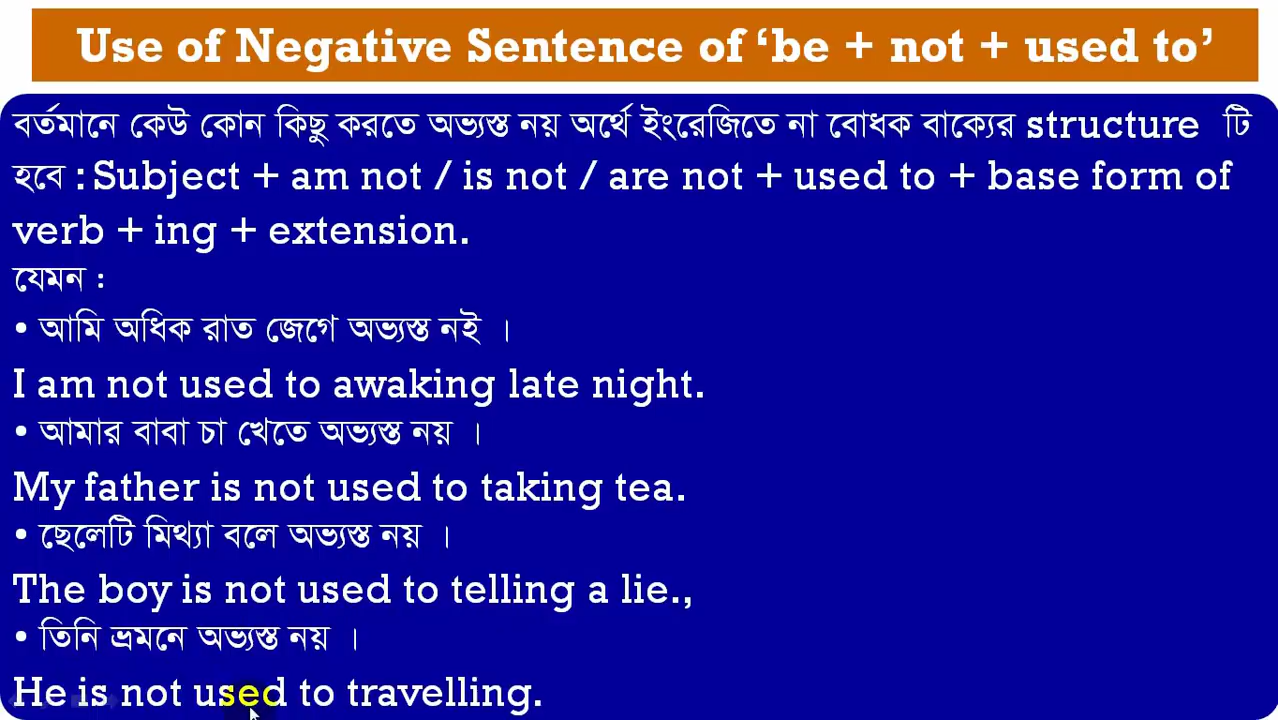 Use of Negative Sentence of ‘be + not + used to’
বর্তমানে কেউ কোন কিছু করতে অভ্যস্ত নয় অর্থে ইংরেজিতে না বোধক বাক্যের structure টি
হবে : Subject + am not / is not / are not + used to + base form of
verb + ing + extension.
যেমন :
• আমি অধিক রাত জেগে অভ্যস্ত নই ।
I am not used to awaking late night.
• আমার বাবা চা খেতে অভ্যস্ত নয় ।
My father is not used to taking tea.
• ছেলেটি মিথ্যা বলে অভ্যস্ত নয় ।
The boy is not used to telling a lie.,
• তিনি ভ্রমনে অভ্যস্ত নয় ।
He is not used to travelling.